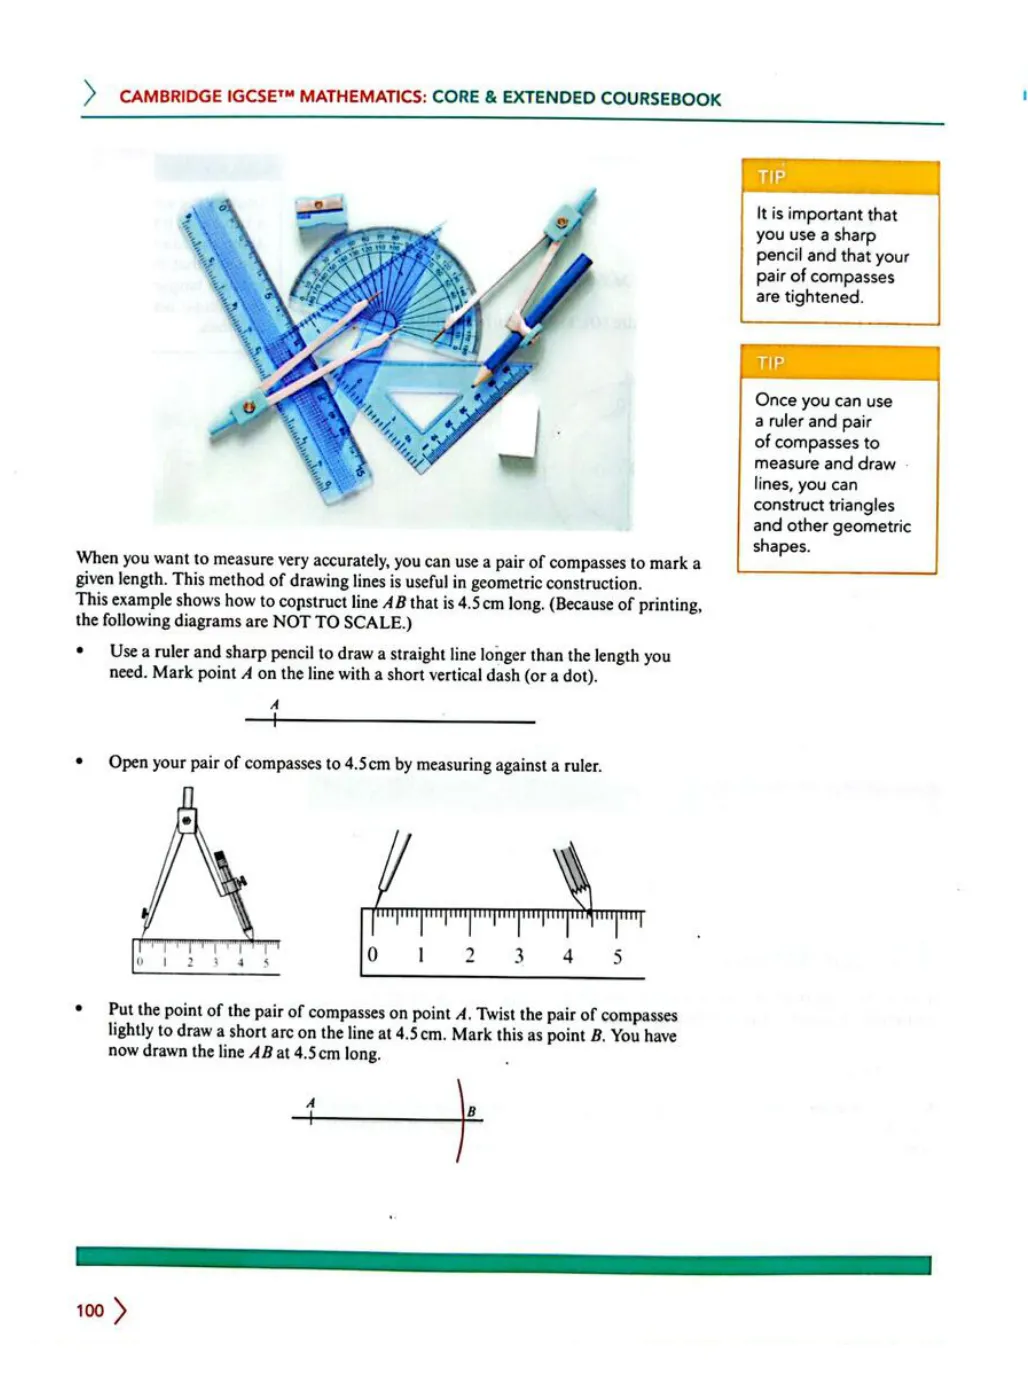 CAMBRIDGE IGCSE™ MATHEMATICS: CORE & EXTENDED COURSEBOOK
TIP
It is important that
you use a sharp
pencil and that your
pair of compasses
are tightened.
TIP
Once you can use
a ruler and pair
of compasses to
measure and draw
lines, you can
construct triangles
and other geometric
shapes.
When you want to measure very accurately, you can use a pair of compasses to mark a
given length. This method of drawing lines is useful in geometric construction.
This example shows how to construct line AB that is 4.5 cm long. (Because of printing,
the following diagrams are NOT TO SCALE.)
• Use a ruler and sharp pencil to draw a straight line longer than the length you
need. Mark point A on the line with a short vertical dash (or a dot).
A
• Open your pair of compasses to 4.5 cm by measuring against a ruler.
0 1 2 3 4 5
0 1 2 3 4 5
• Put the point of the pair of compasses on point A. Twist the pair of compasses
lightly to draw a short arc on the line at 4.5 cm. Mark this as point B. You have
now drawn the line AB at 4.5 cm long.
A
B
100